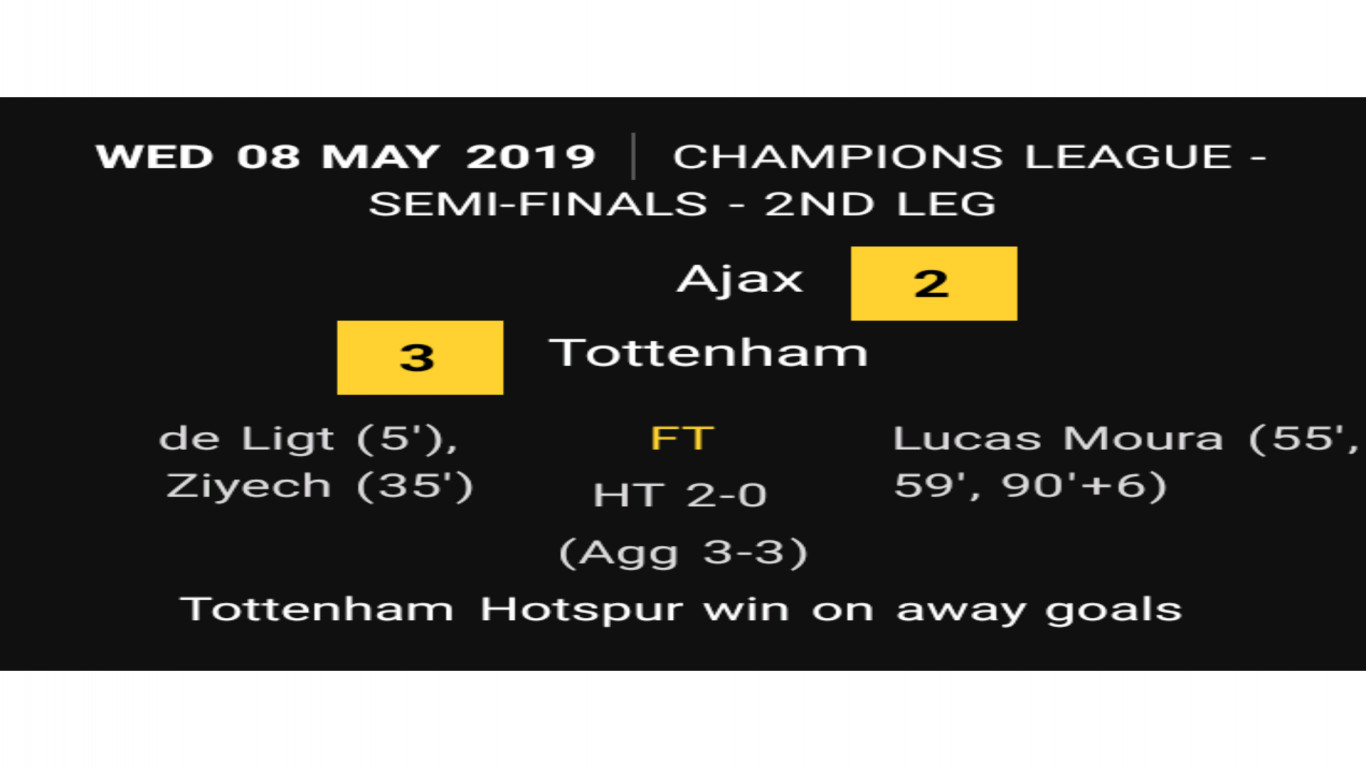 WED 08 MAY 2019 | CHAMPIONS LEAGUE -
SEMI-FINALS - 2ND LEG
Ajax 2
3 Tottenham
de Ligt (5'),
Ziyech (35')
FT
HT 2-0
(Agg 3-3)
Lucas Moura (55',
59', 90'+6)
Tottenham Hotspur win on away goals